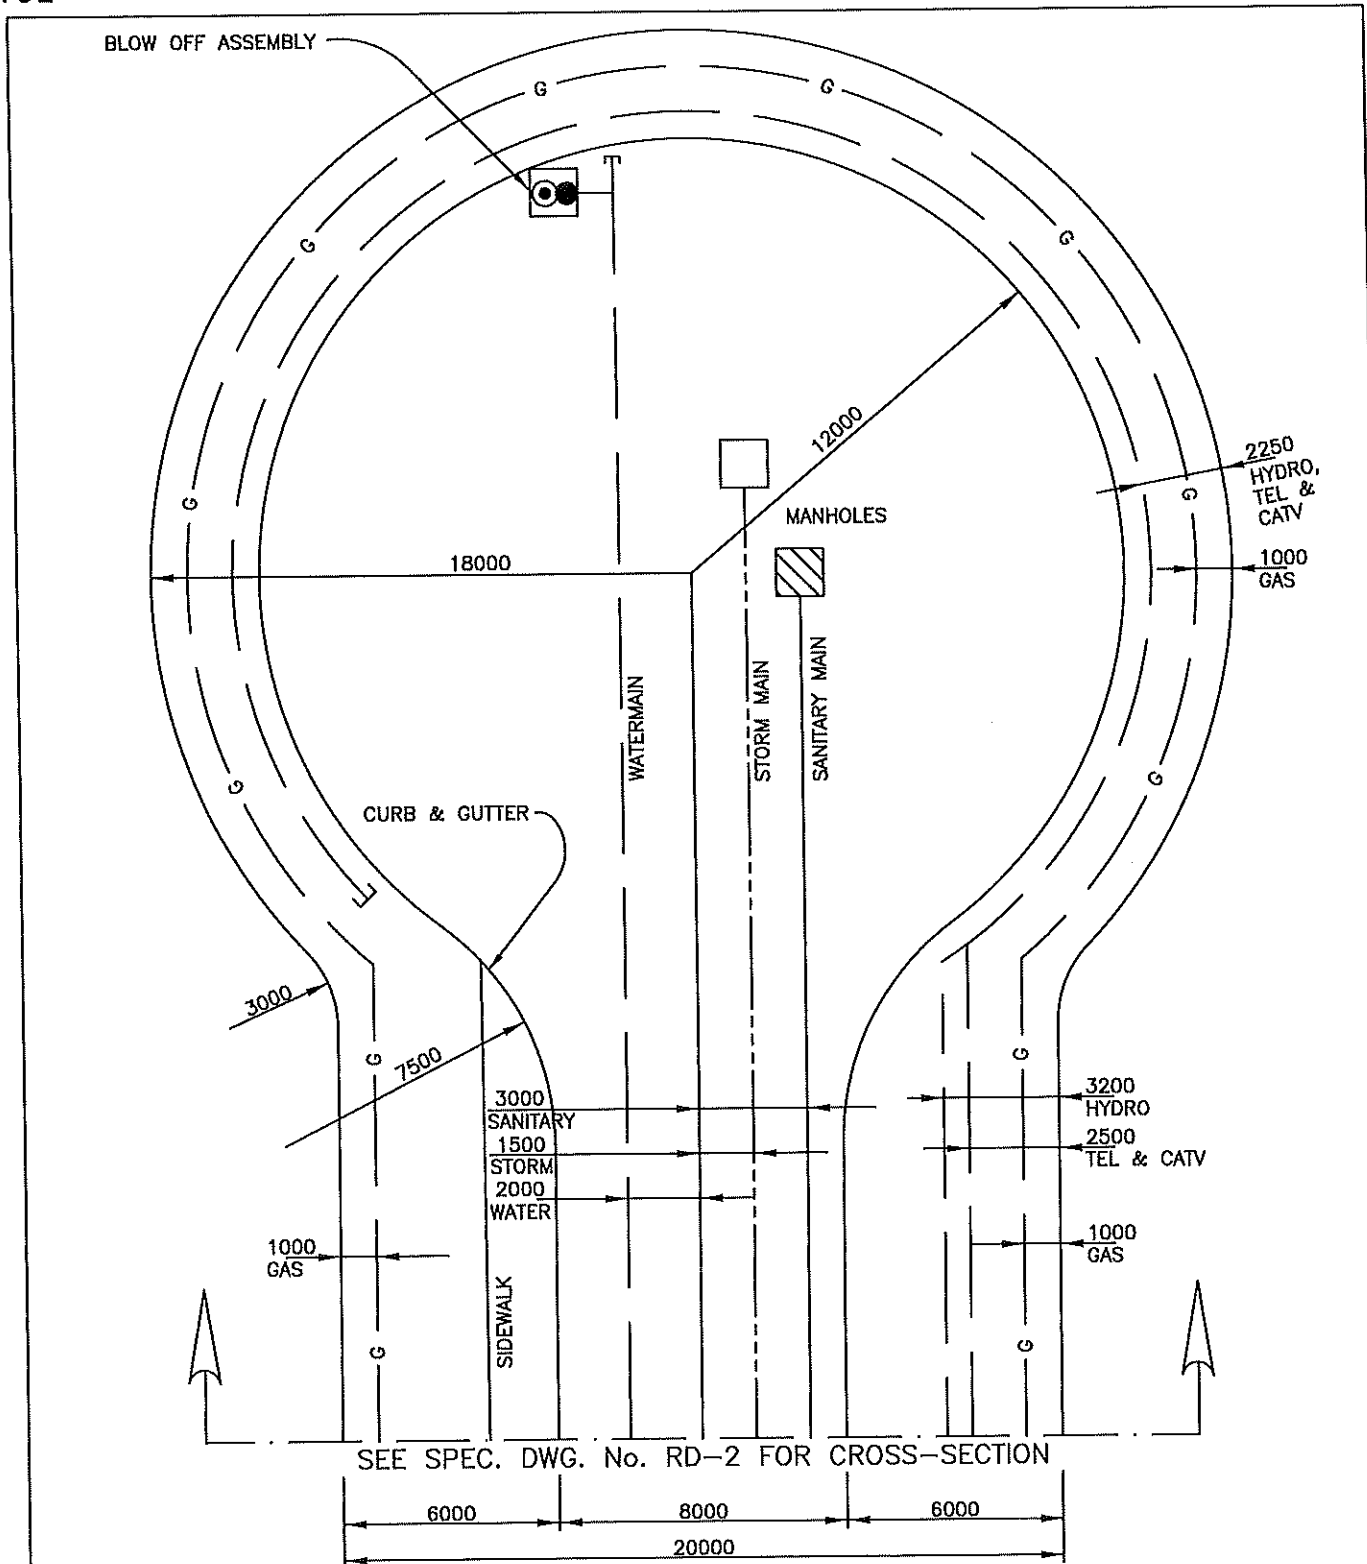 BLOW OFF ASSEMBLY
G
G
G
G
12000
2250
HYDRO,
TEL &
CATV
G
G
MANHOLES
18000
1000
GAS
WATERMAIN
STORM MAIN
SANITARY MAIN
G
G
CURB & GUTTER
3000
7500
G
G
3000
SANITARY
3200
HYDRO
1500
STORM
2500
TEL & CATV
2000
WATER
1000
GAS
1000
GAS
SIDEWALK
G
G
SEE SPEC. DWG. No. RD-2 FOR CROSS-SECTION
6000
8000
6000
20000